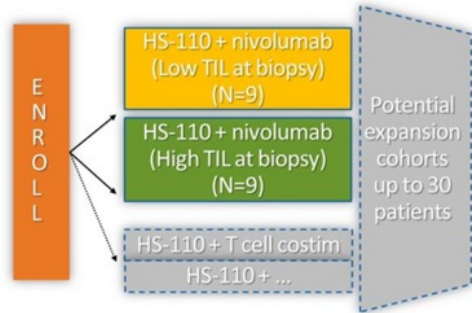 ENROLL
HS-110 + nivolumab
(Low TIL at biopsy)
(N=9)
HS-110 + nivolumab
(High TIL at biopsy)
(N=9)
HS-110 + T cell costim
HS-110 + ...
Potential
expansion
cohorts
up to 30
patients